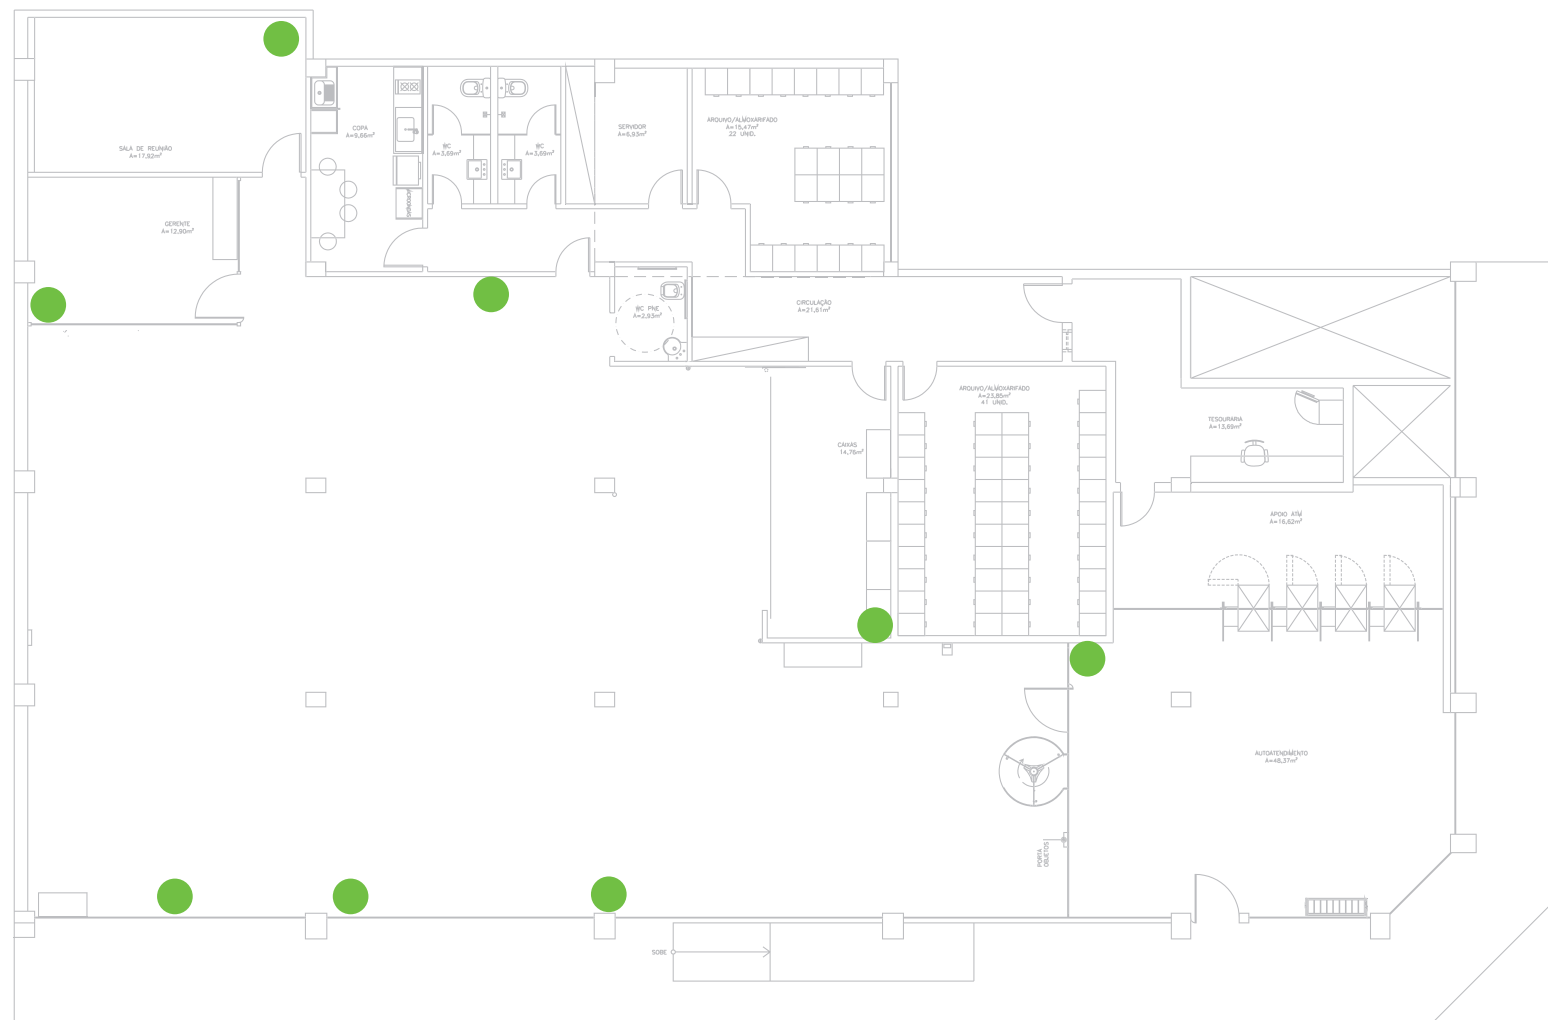 SALA DE REUNIÃO
A=17,92m²
COPA
A=9,66m²
WC
A=3,69m²
WC
A=3,69m²
SERVIDOR
A=6,93m²
ARQUIVO/ALMOXARIFADO
A=15,47m²
22 UNID.
MICROONDAS
GERENTE
A=12,90m²
WC PNE
A=2,93m²
CIRCULAÇÃO
A=21,61m²
ARQUIVO/ALMOXARIFADO
A=23,85m²
41 UNID.
TESOURARIA
A=13,69m²
CAIXAS
14,76m²
APOIO ATM
A=16,62m²
AUTOATENDIMENTO
A=48,37m²
PORTA
OBJETOS
SOBE